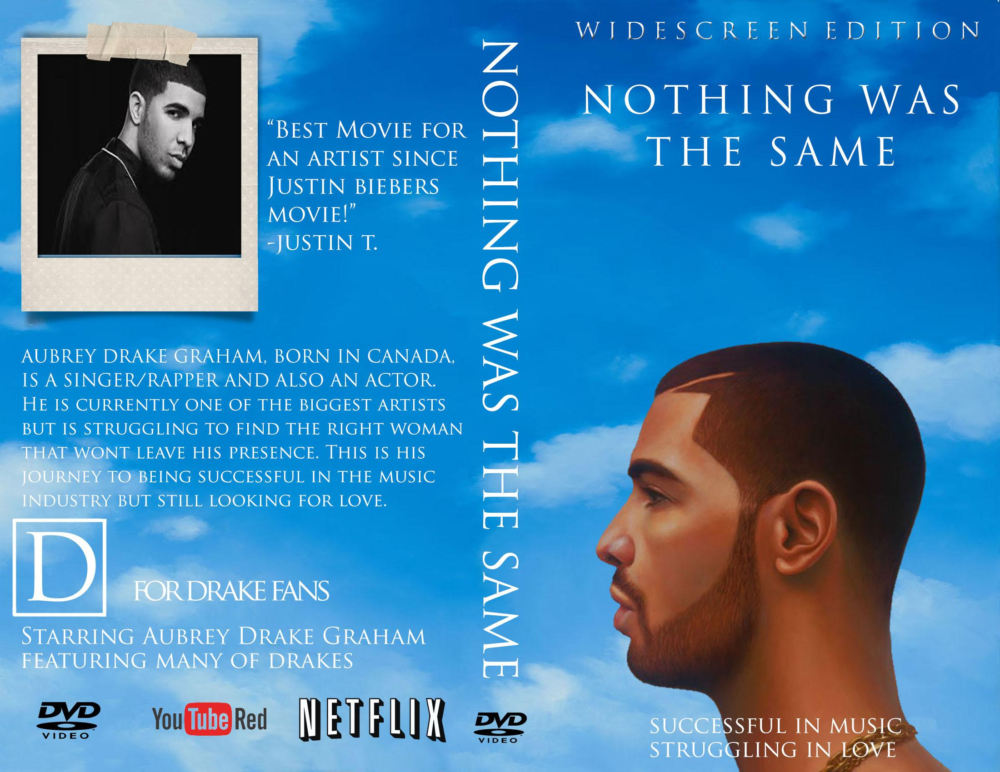 “Best Movie for
an artist since
Justin biebers
movie!”
-Justin T.
Aubrey Drake Graham, born in Canada,
is a singer/rapper and also an actor.
He is currently one of the biggest artists
but is struggling to find the right woman
that wont leave his presence. This is his
journey to being successful in the music
industry but still looking for love.
D
FOR DRAKE FANS
Starring Aubrey Drake Graham
featuring many of drakes
DVD
VIDEO
YouTube Red
NETFLIX
NOTHING WAS THE SAME
DVD
VIDEO
WIDESCREEN EDITION
NOTHING WAS
THE SAME
SUCCESSFUL IN MUSIC
STRUGGLING IN LOVE